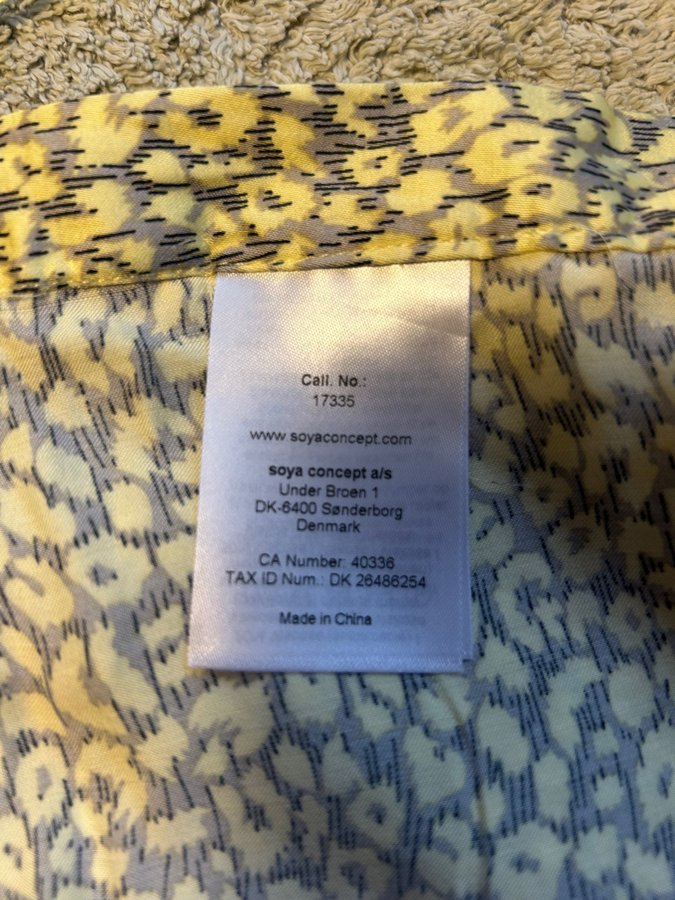 Call. No.:
17335
www.soyaconcept.com
soya concept a/s
Under Broen 1
DK-6400 Sønderborg
Denmark
CA Number: 40336
TAX ID Num.: DK 26486254
Made in China